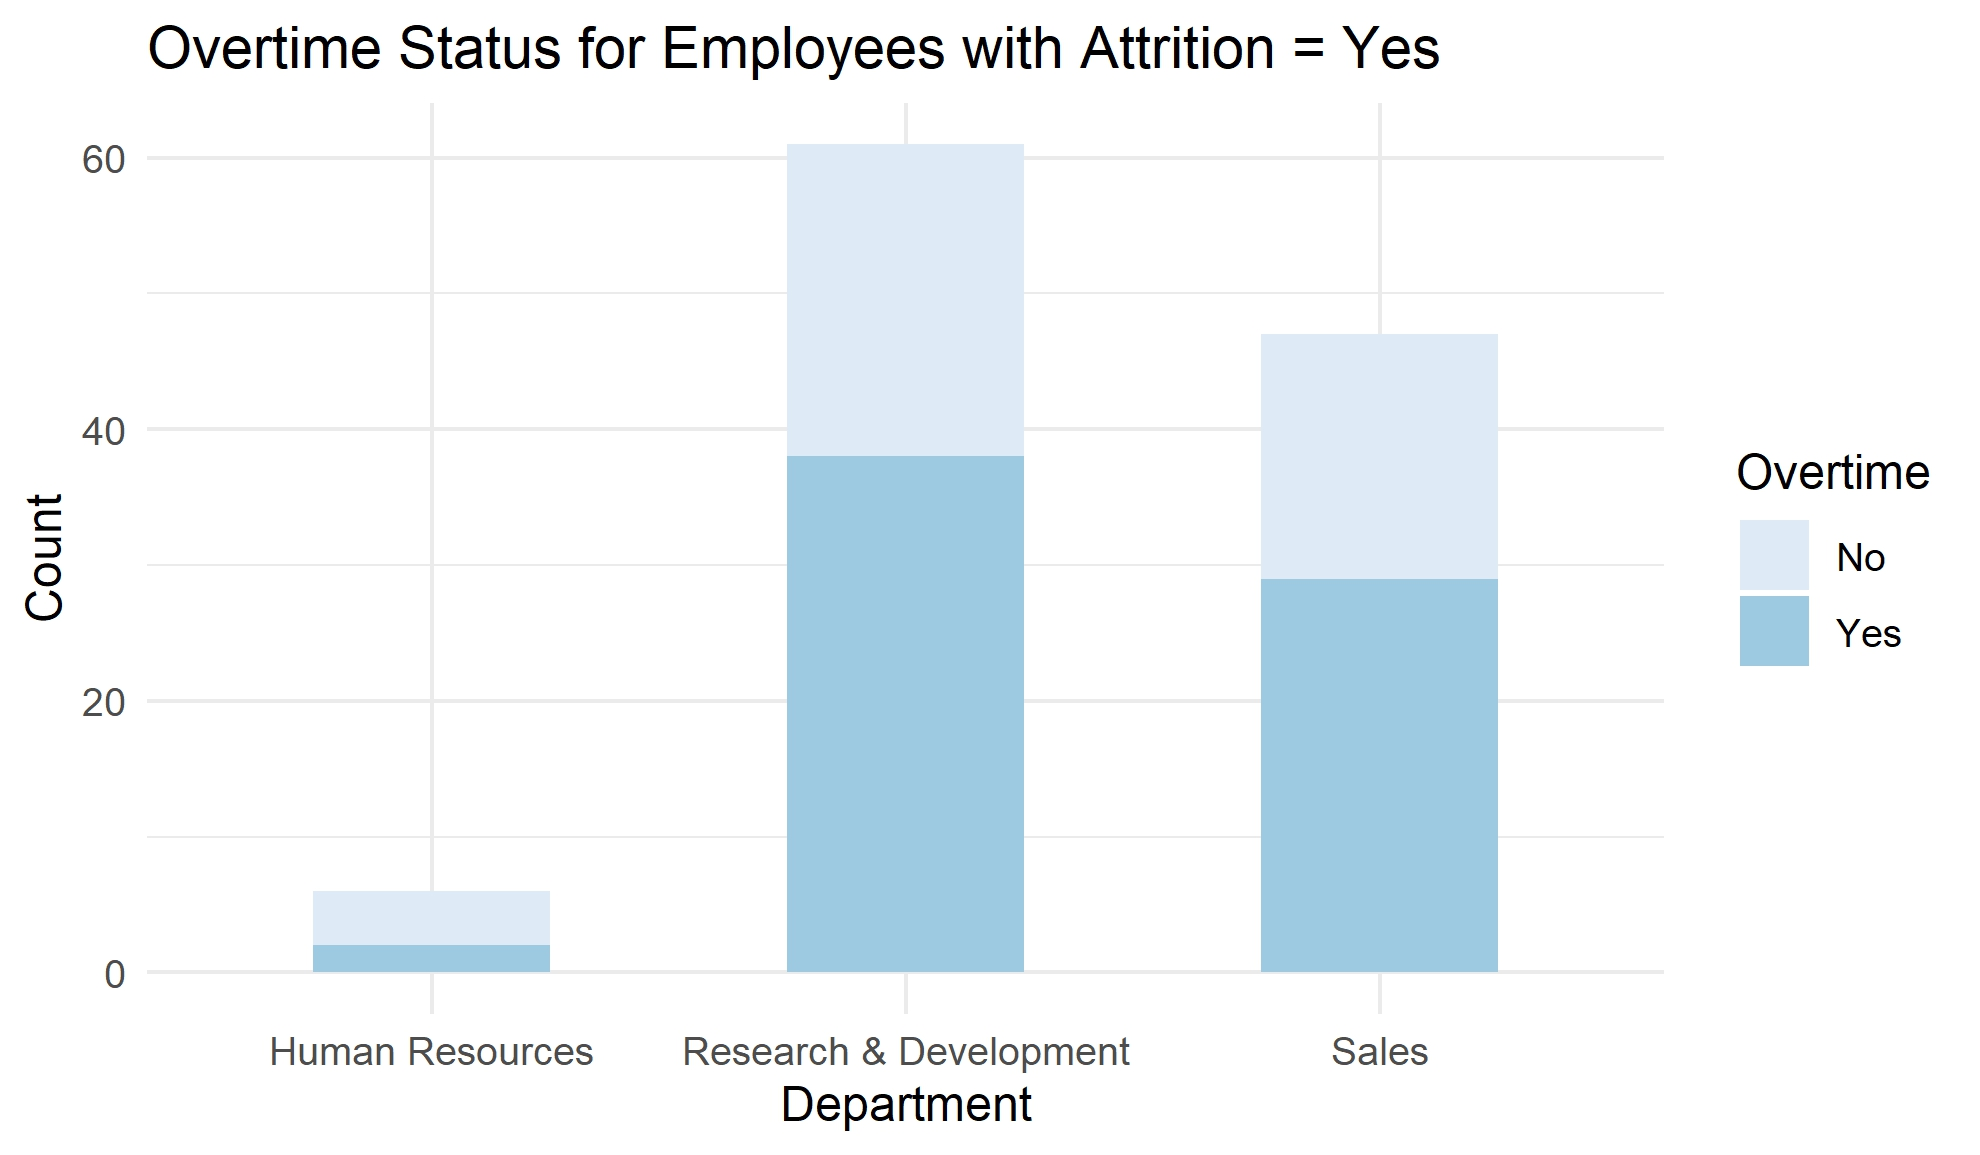 Overtime Status for Employees with Attrition = Yes
60
40
20
0
Count
Human Resources
Research & Development
Sales
Department
Overtime
No
Yes